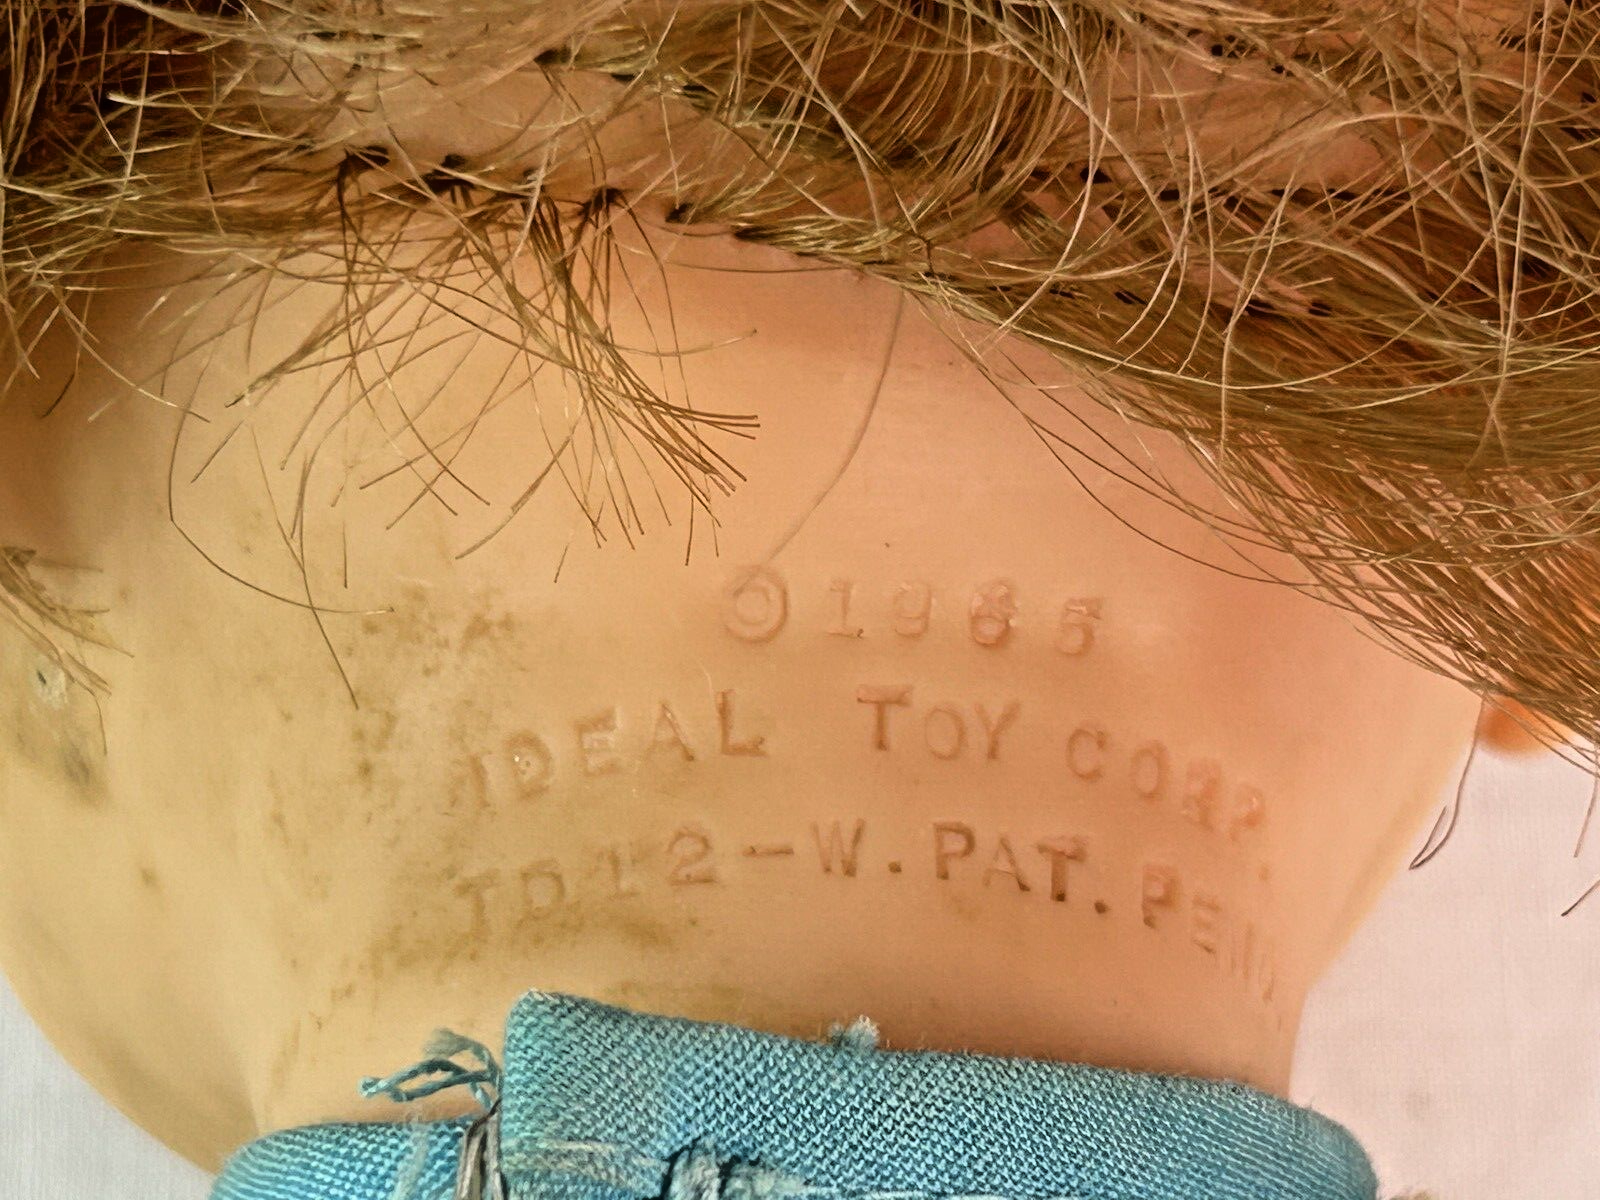 ©1965
IDEAL TOY CORP.
TD12-W.PAT.PEND